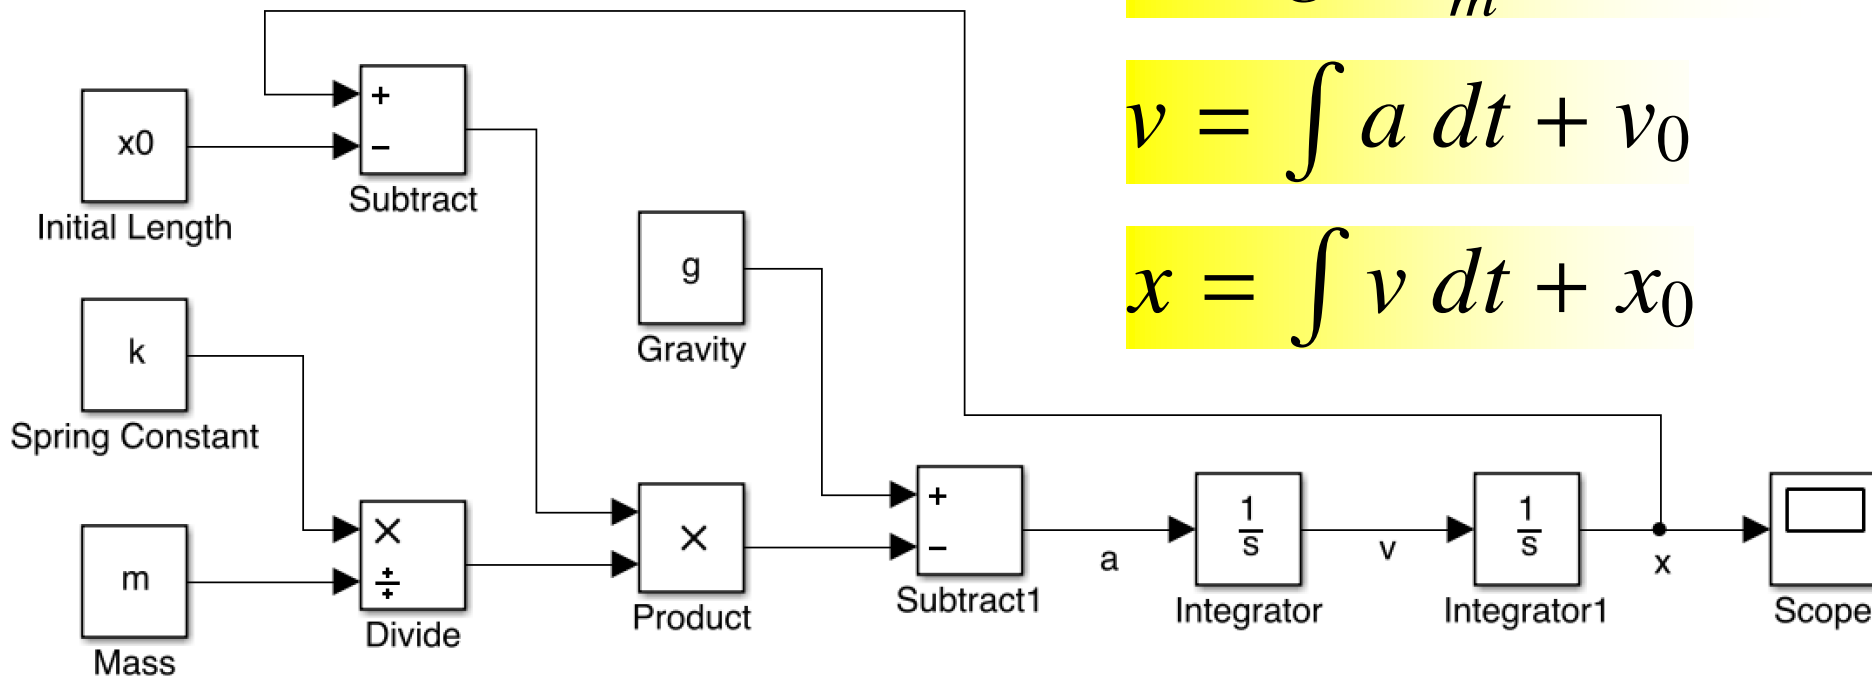 m
v = ∫ a dt + v₀
x = ∫ v dt + x₀
x0
Initial Length
+
−
Subtract
g
Gravity
k
Spring Constant
m
Mass
×
÷
Divide
×
Product
+
−
Subtract1
a
1
s
Integrator
v
1
s
Integrator1
x
Scope